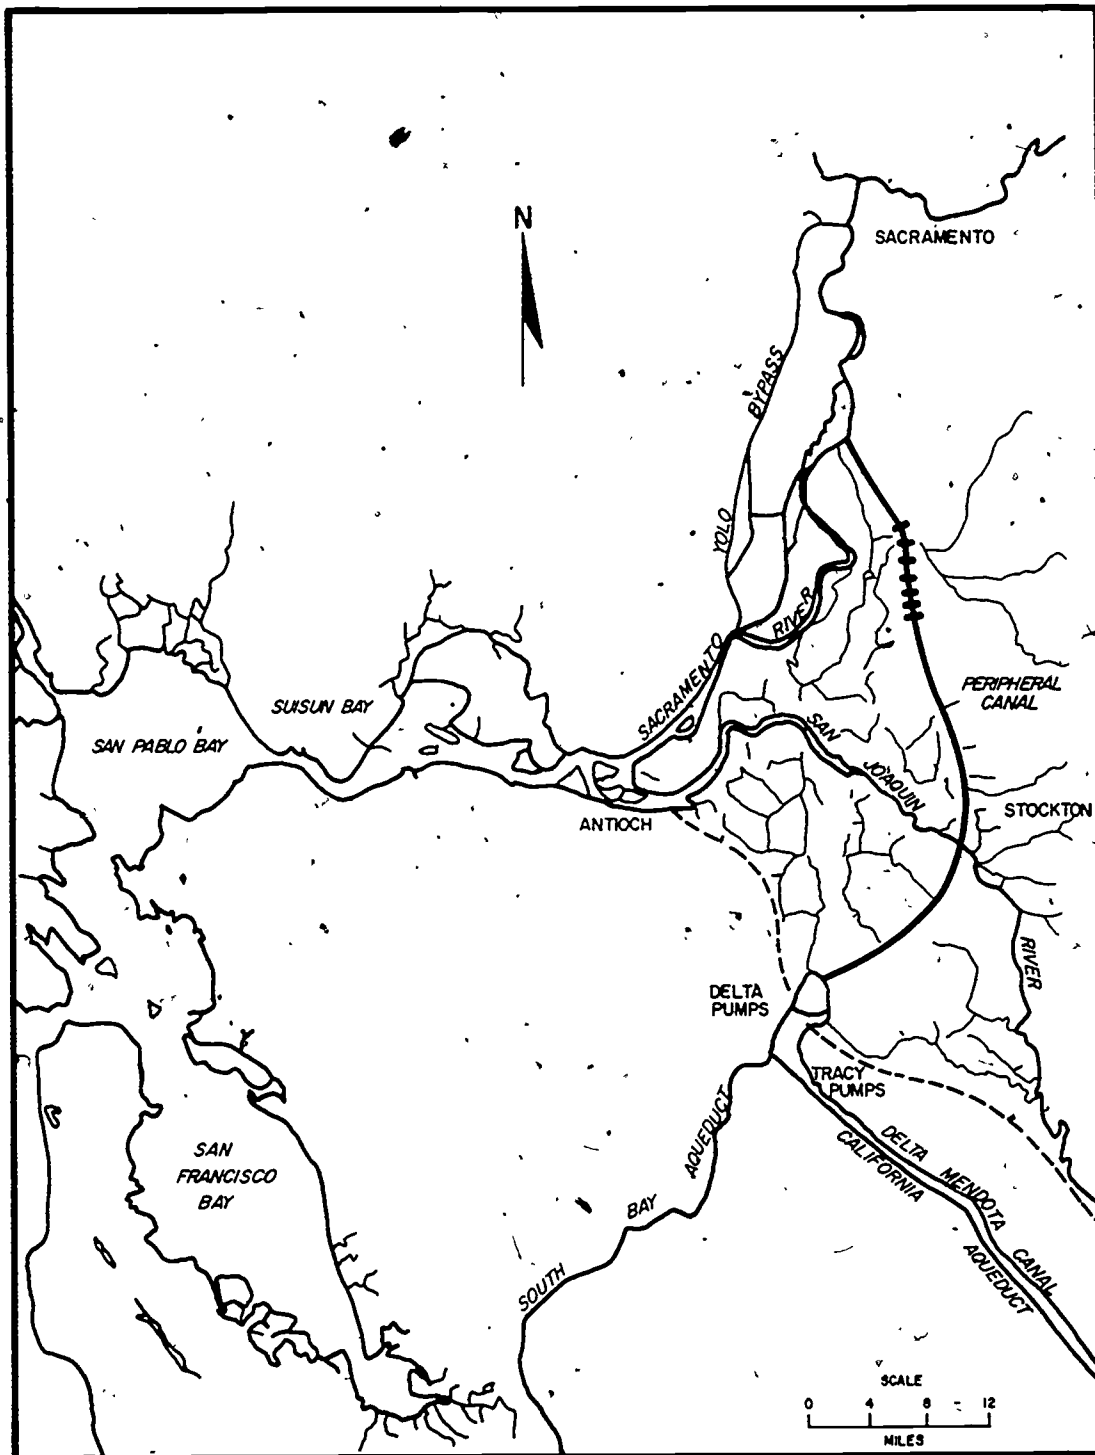 N
SACRAMENTO
YOLO BYPASS
SACRAMENTO RIVER
PERIPHERAL
CANAL
SUISUN BAY
SAN PABLO BAY
SAN JOAQUIN RIVER
STOCKTON
ANTIOCH
DELTA
PUMPS
TRACY
PUMPS
SAN
FRANCISCO
BAY
SOUTH BAY AQUEDUCT
DELTA MENDOTA CANAL
CALIFORNIA AQUEDUCT
SCALE
0 4 8 12
MILES